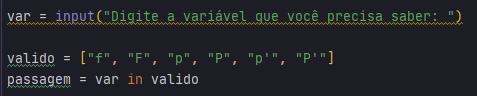 var = input("Digite a variável que você precisa saber: ")
valido = ["f", "F", "p", "P", "p'", "P'"]
passagem = var in valido